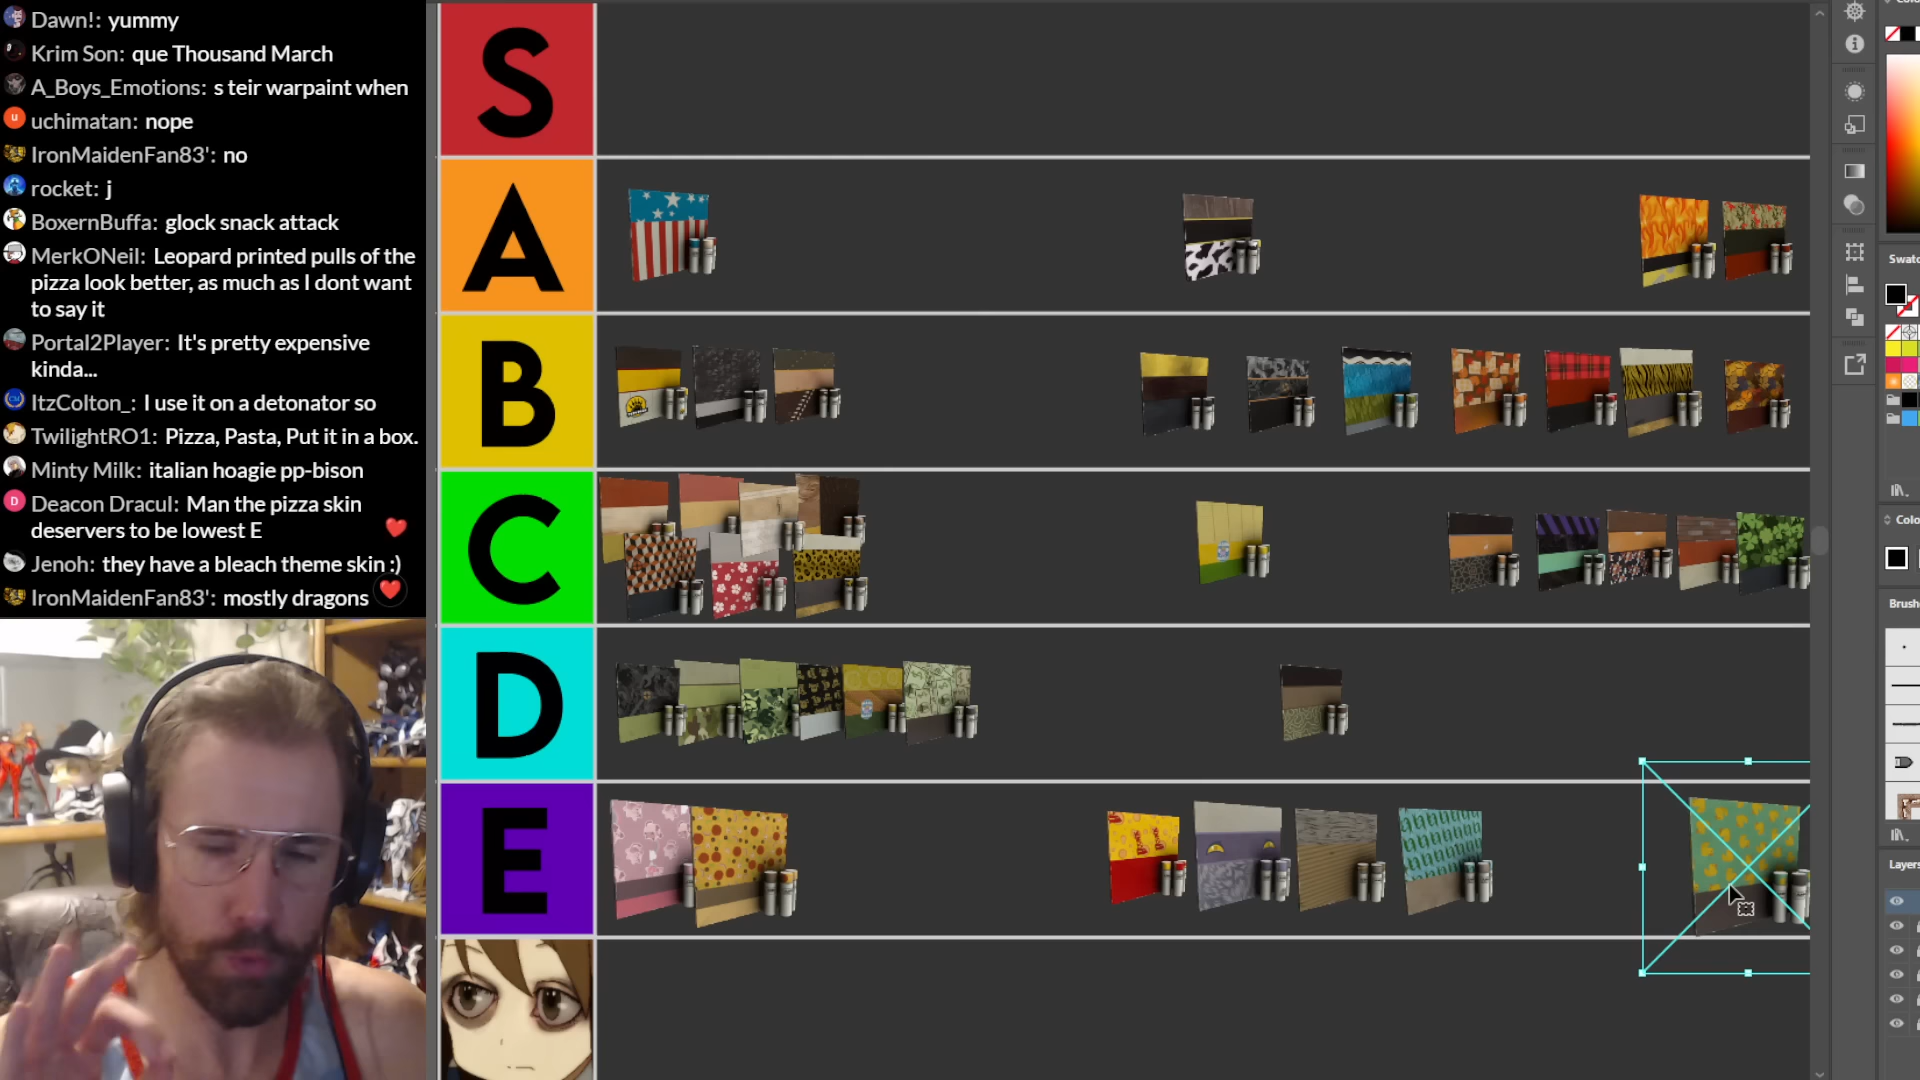 Dawn!: yummy
Krim Son: que Thousand March
A_Boys_Emotions: s teir warpaint when
uchimatan: nope
IronMaidenFan83': no
rocket: j
BoxernBuffa: glock snack attack
MerkONeil: Leopard printed pulls of the
pizza look better, as much as I dont want
to say it
Portal2Player: It's pretty expensive
kinda...
ItzColton_: I use it on a detonator so
TwilightRO1: Pizza, Pasta, Put it in a box.
Minty Milk: italian hoagie pp-bison
Deacon Dracul: Man the pizza skin
deservers to be lowest E
Jenoh: they have a bleach theme skin :)
IronMaidenFan83': mostly dragons
S
A
B
C
D
E
Swatc
Colo
Brushe
Layers